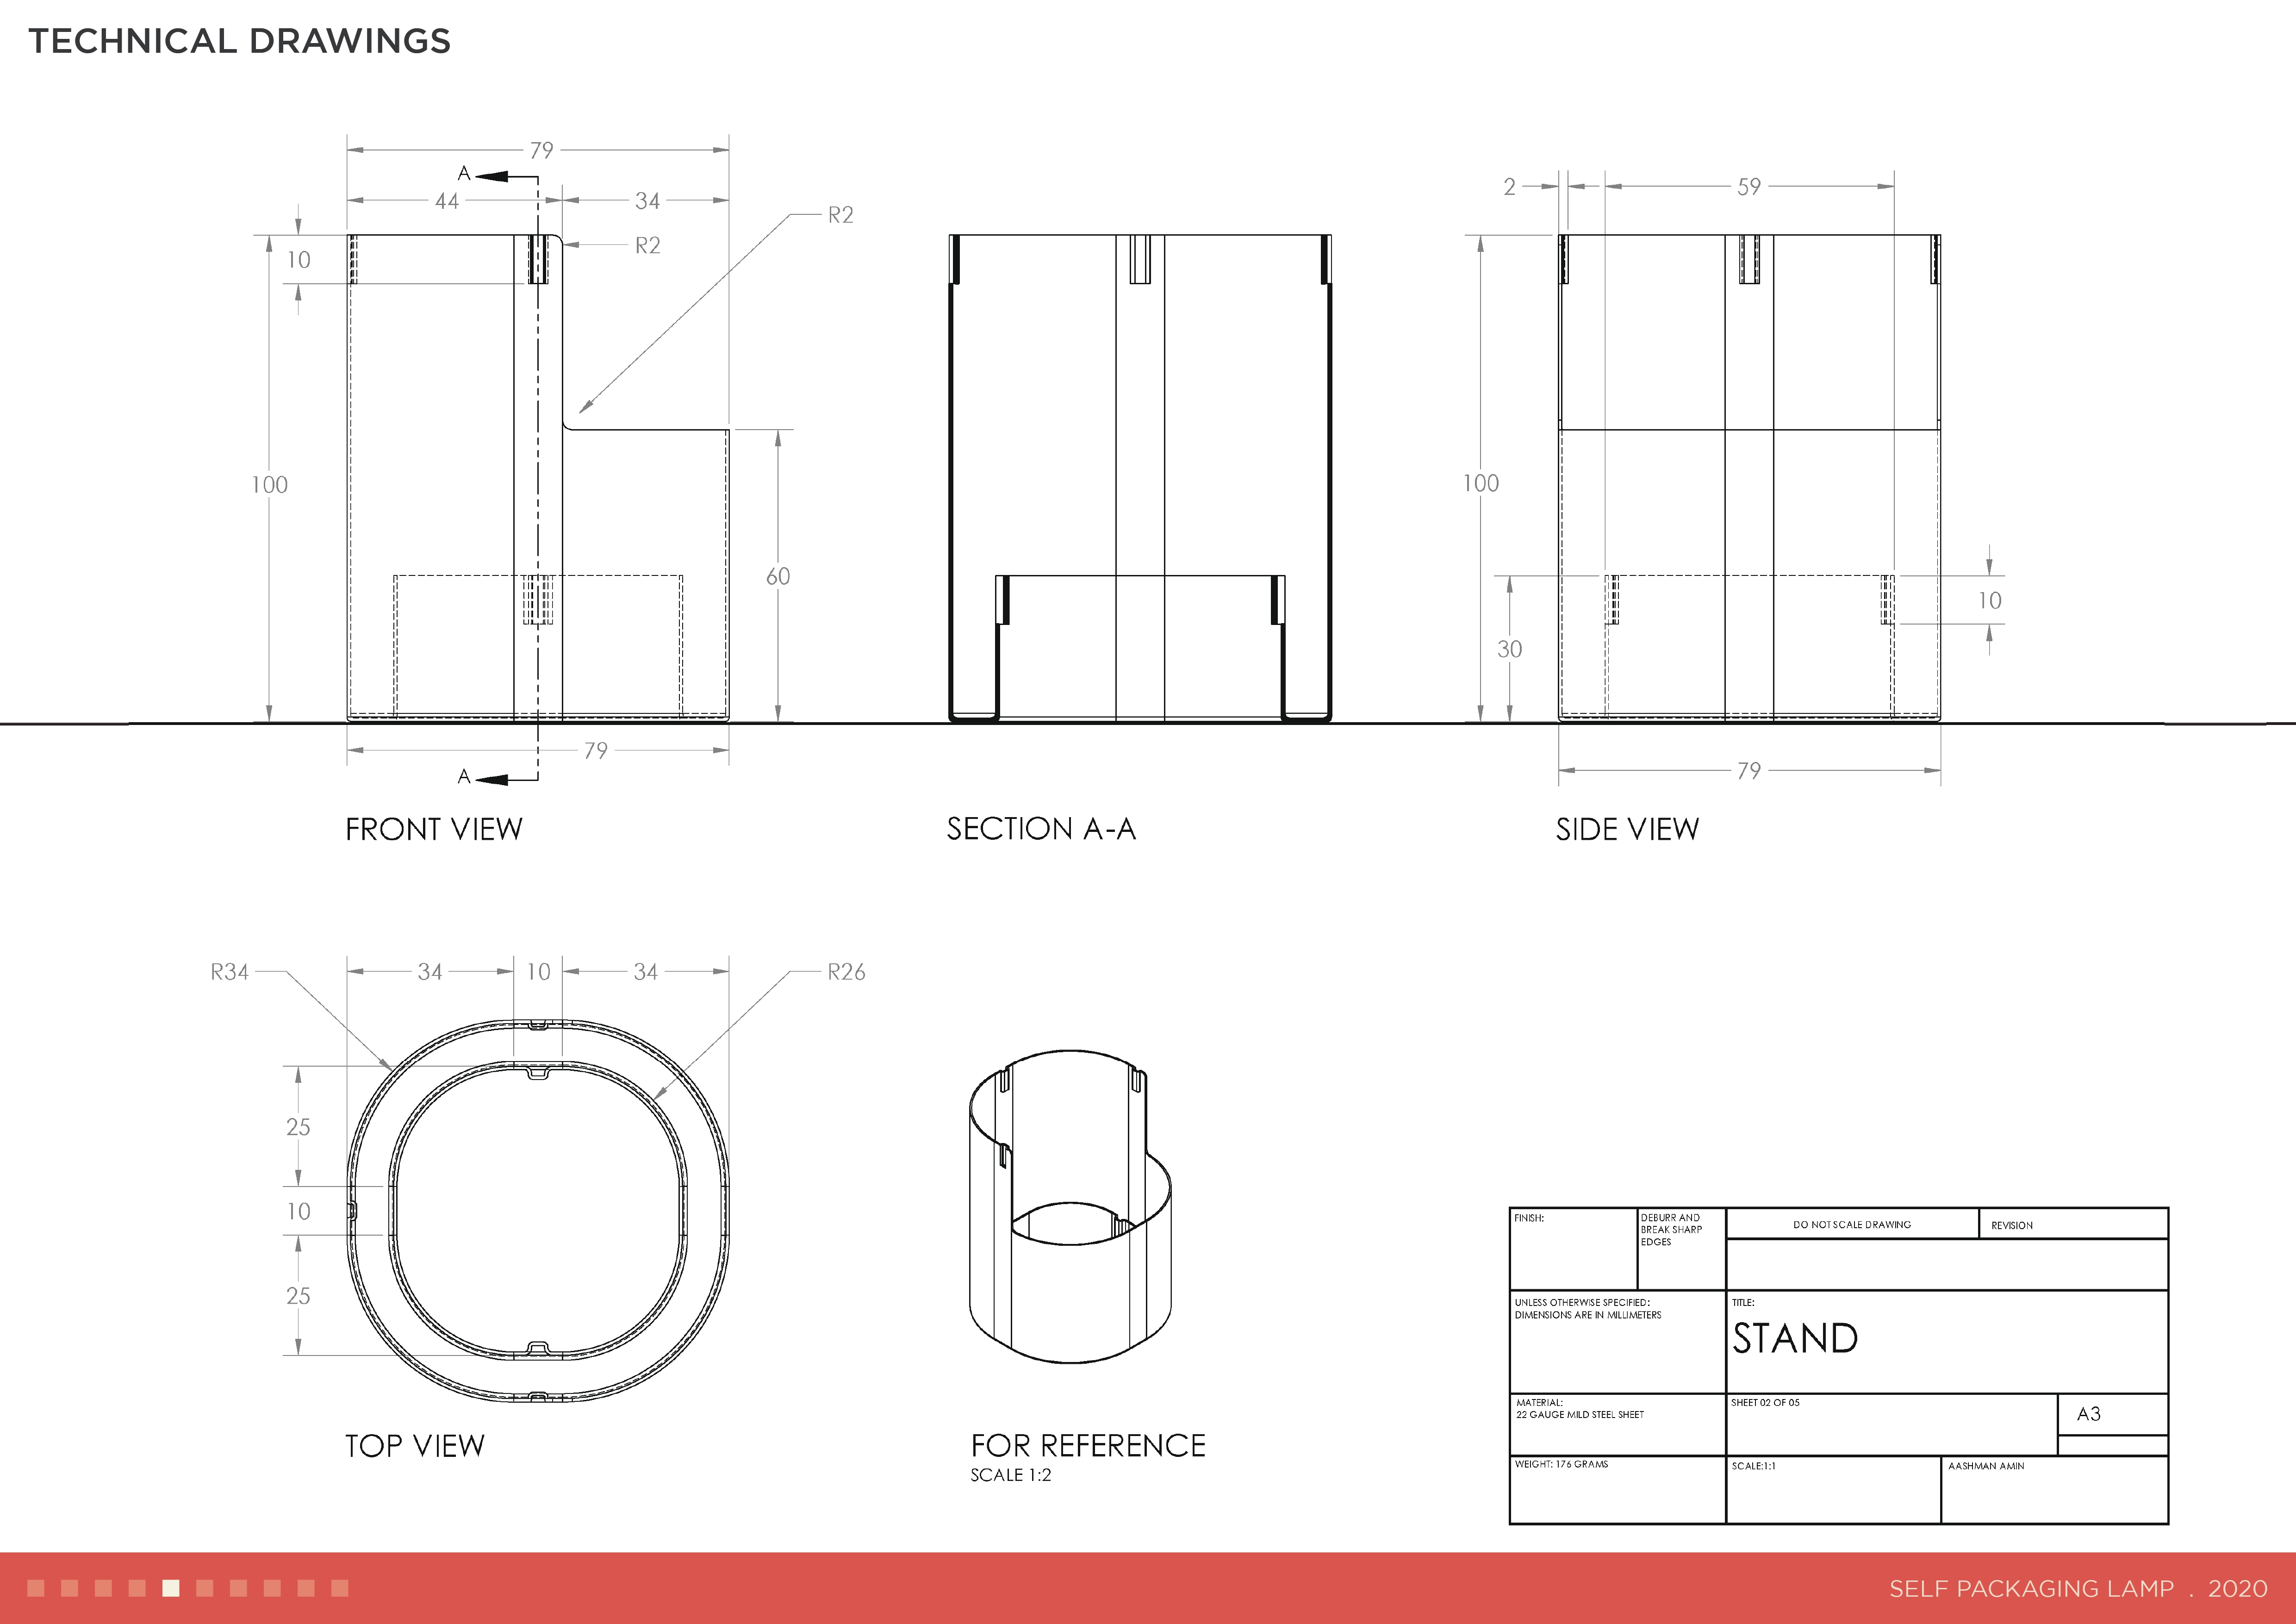 TECHNICAL DRAWINGS
79
A
44
34
R2
R2
10
100
60
79
A
FRONT VIEW
SECTION A-A
2
59
100
30
10
79
SIDE VIEW
R34
34
10
34
R26
25
10
25
TOP VIEW
FOR REFERENCE
SCALE 1:2
FINISH:
DEBURR AND
BREAK SHARP
EDGES
DO NOT SCALE DRAWING
REVISION
UNLESS OTHERWISE SPECIFIED:
DIMENSIONS ARE IN MILLIMETERS
TITLE:
STAND
MATERIAL:
22 GAUGE MILD STEEL SHEET
SHEET 02 OF 05
A3
WEIGHT: 176 GRAMS
SCALE:1:1
AASHMAN AMIN
SELF PACKAGING LAMP . 2020